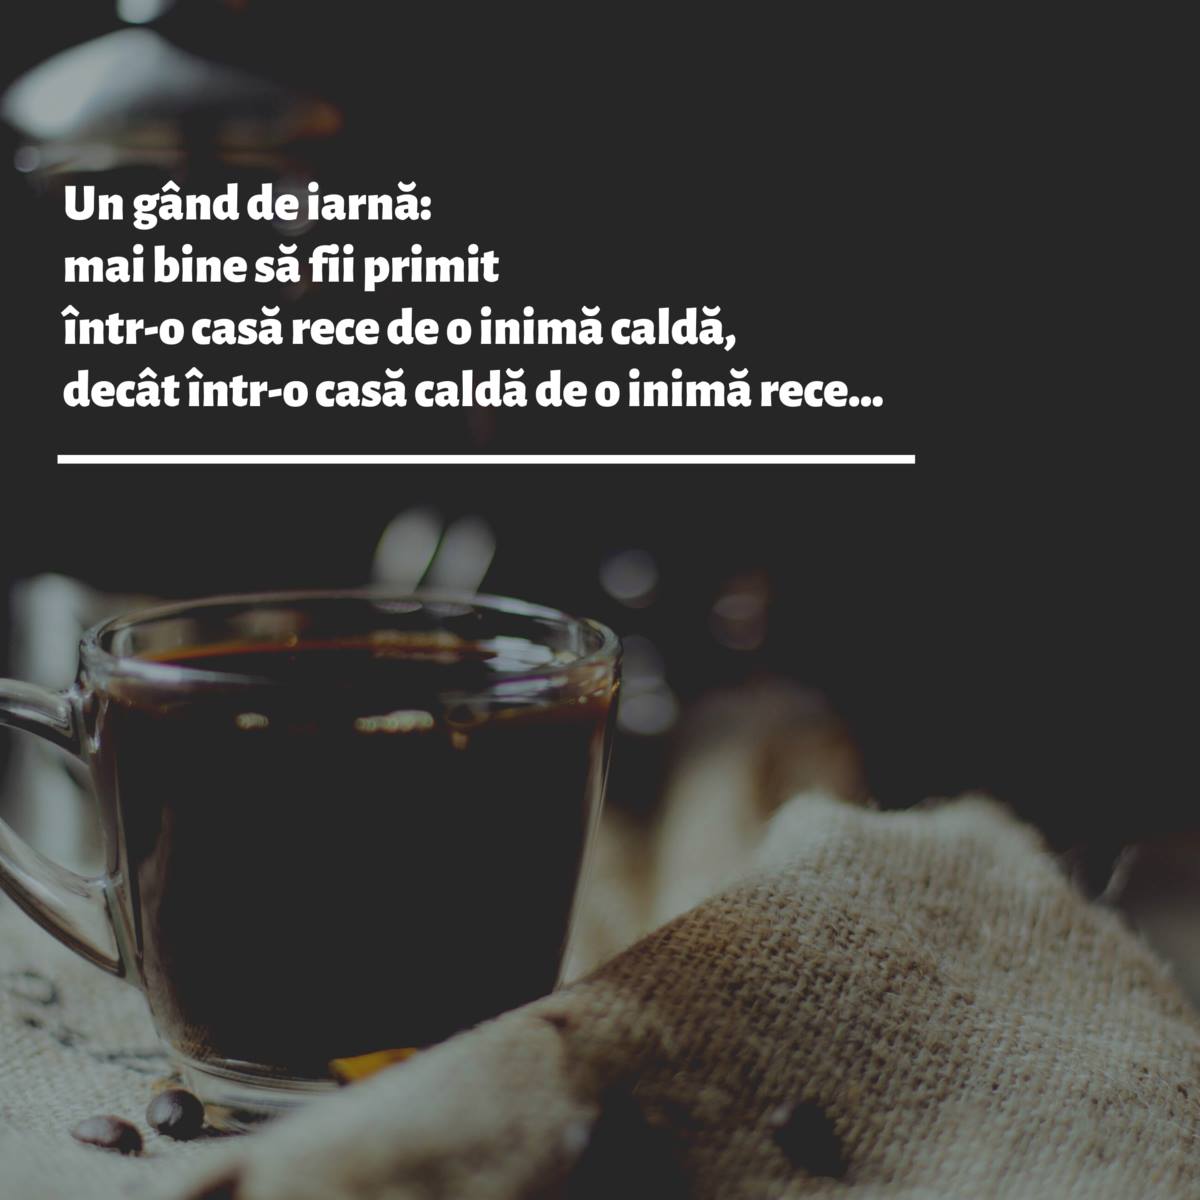 Un gând de iarnă:
mai bine să fii primit
într-o casă rece de o inimă caldă,
decât într-o casă caldă de o inimă rece...